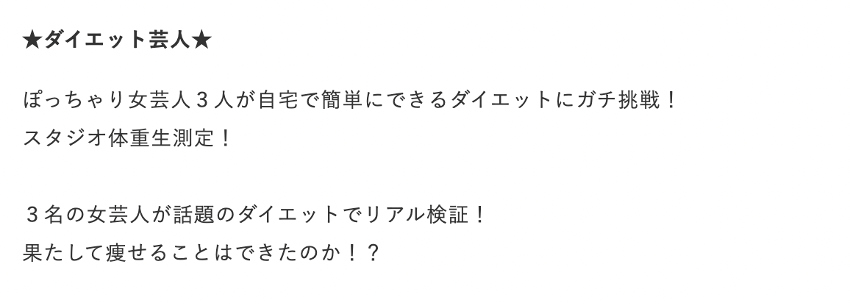 ★ダイエット芸人★
ぽっちゃり女芸人３人が自宅で簡単にできるダイエットにガチ挑戦！
スタジオ体重生測定！
３名の女芸人が話題のダイエットでリアル検証！
果たして痩せることはできたのか！？